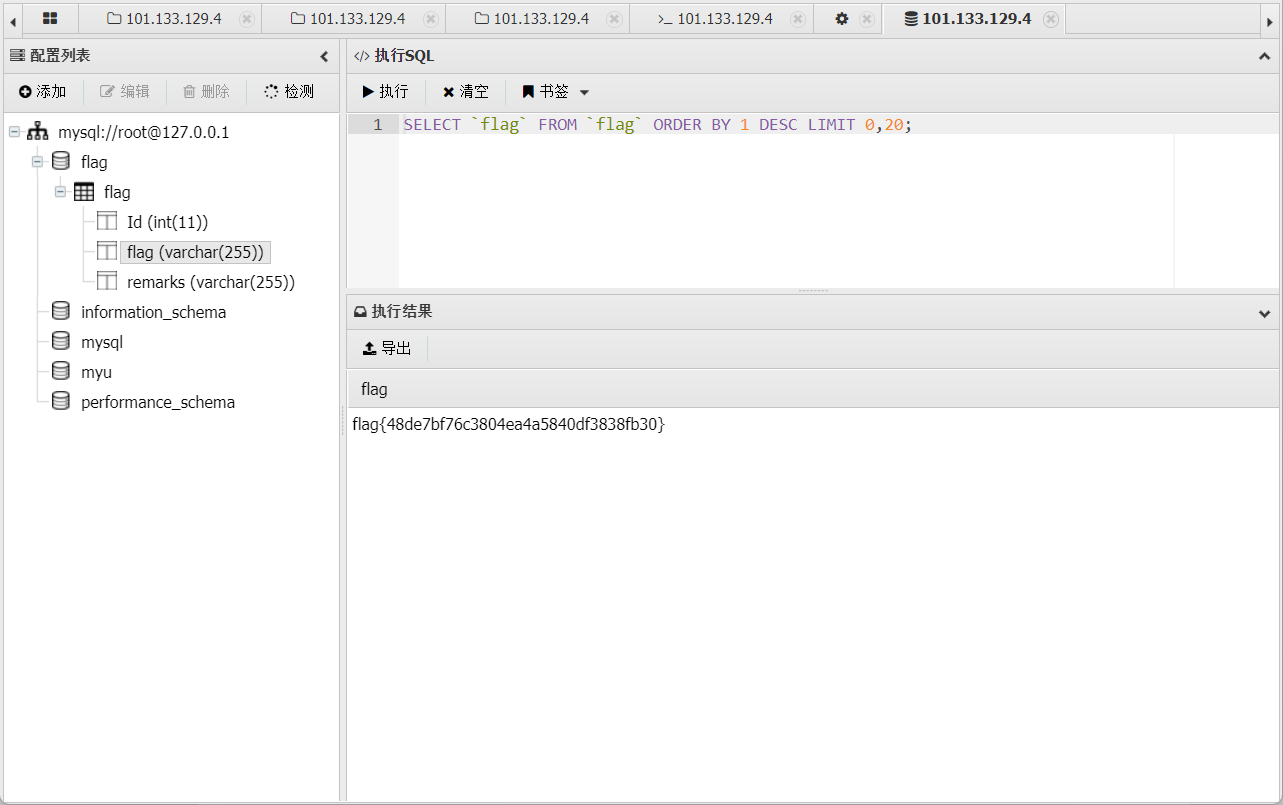 101.133.129.4
101.133.129.4
101.133.129.4
>_ 101.133.129.4
101.133.129.4
配置列表
添加 编辑 删除 检测
mysql://root@127.0.0.1
flag
flag
Id (int(11))
flag (varchar(255))
remarks (varchar(255))
information_schema
mysql
myu
performance_schema
</> 执行SQL
执行 清空 书签
1 SELECT `flag` FROM `flag` ORDER BY 1 DESC LIMIT 0,20;
执行结果
导出
flag
flag{48de7bf76c3804ea4a5840df3838fb30}